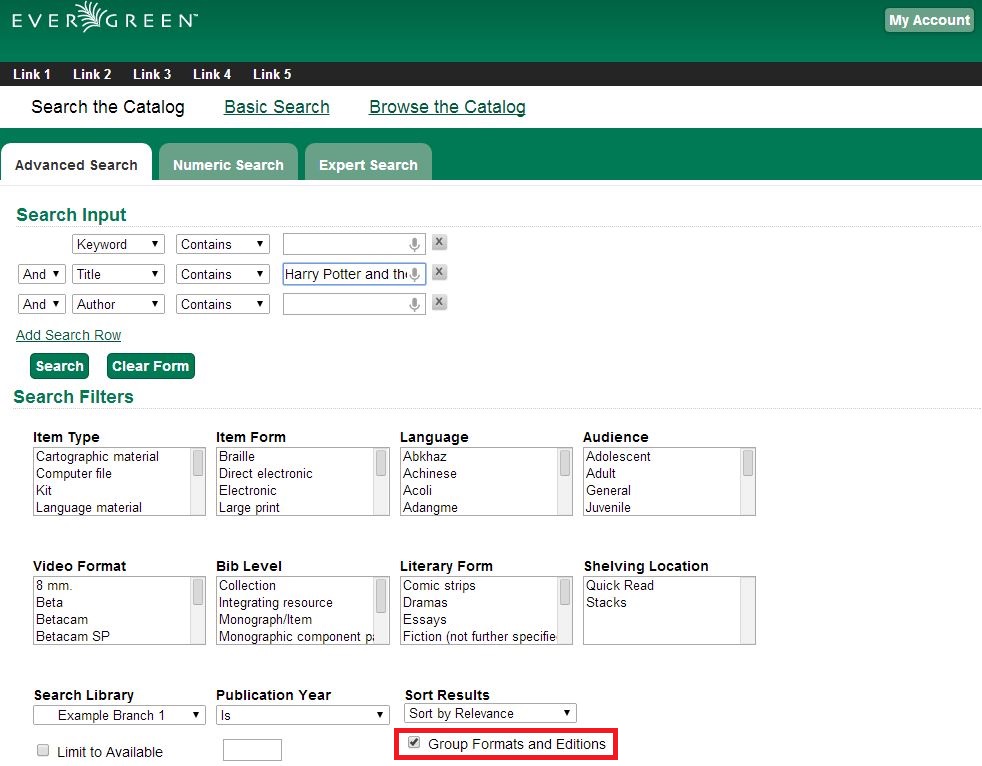 EVERGREEN™
My Account
Link 1 Link 2 Link 3 Link 4 Link 5
Search the Catalog Basic Search Browse the Catalog
Advanced Search Numeric Search Expert Search
Search Input
Keyword Contains X
And Title Contains Harry Potter and the X
And Author Contains X
Add Search Row
Search Clear Form
Search Filters
Item Type Item Form Language Audience
Cartographic material Braille Abkhaz Adolescent
Computer file Direct electronic Achinese Adult
Kit Electronic Acoli General
Language material Large print Adangme Juvenile
Video Format Bib Level Literary Form Shelving Location
8 mm. Collection Comic strips Quick Read
Beta Integrating resource Dramas Stacks
Betacam Monograph/Item Essays
Betacam SP Monographic component pa Fiction (not further specifie
Search Library Publication Year Sort Results
Example Branch 1 Is Sort by Relevance
Limit to Available Group Formats and Editions